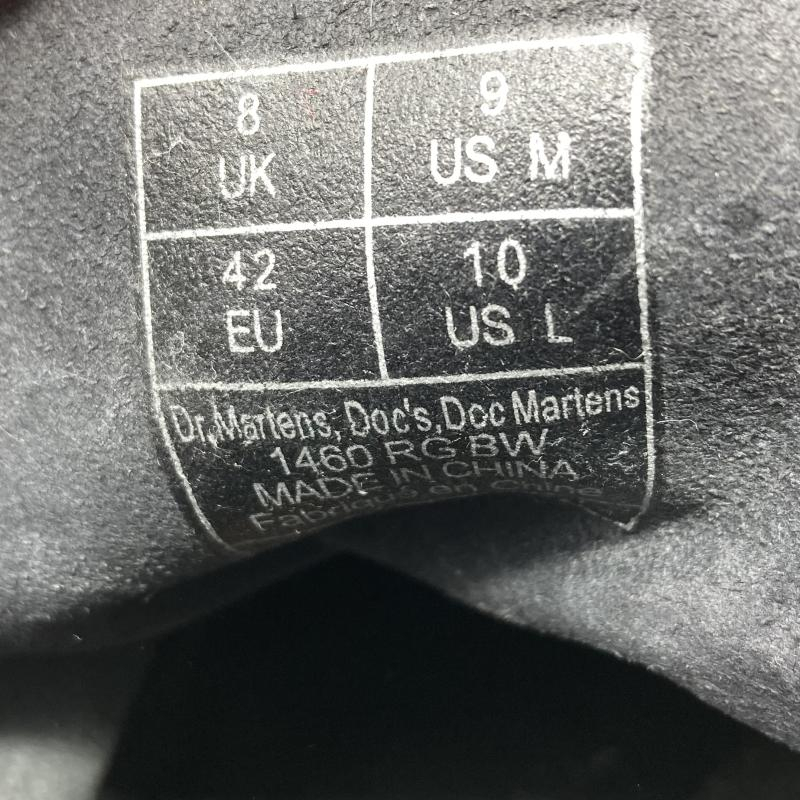 8
UK
9
US M
42
EU
10
US L
Dr.Martens, Doc's, Doc Martens
1460 RG BW
MADE IN CHINA
Fabriqué en Chine